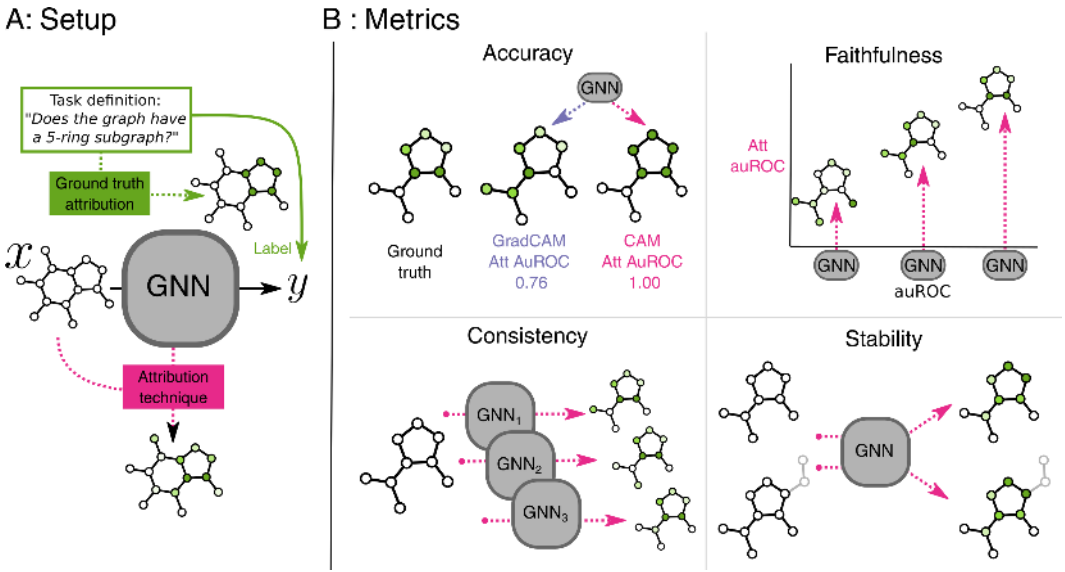 A: Setup
Task definition:
"Does the graph have
a 5-ring subgraph?"
Ground truth
attribution
Label
x
GNN
y
Attribution
technique
B : Metrics
Accuracy
GNN
Ground
truth
GradCAM
Att AuROC
0.76
CAM
Att AuROC
1.00
Faithfulness
Att
auROC
GNN
GNN
GNN
auROC
Consistency
GNN1
GNN2
GNN3
Stability
GNN